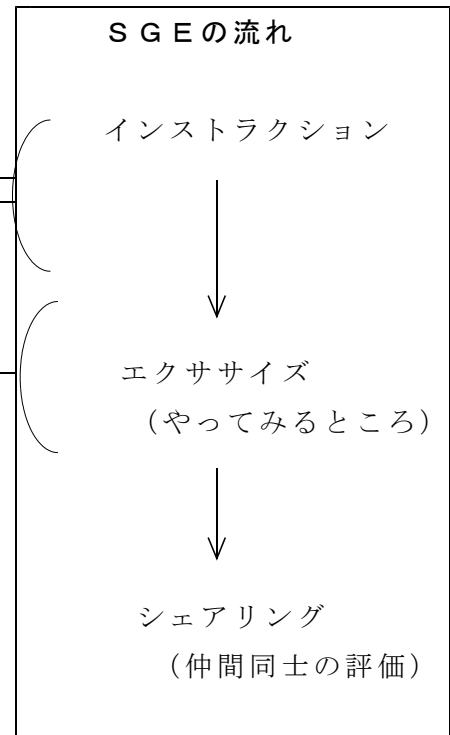 ＳＧＥの流れ
インストラクション
エクササイズ
（やってみるところ）
シェアリング
（仲間同士の評価）